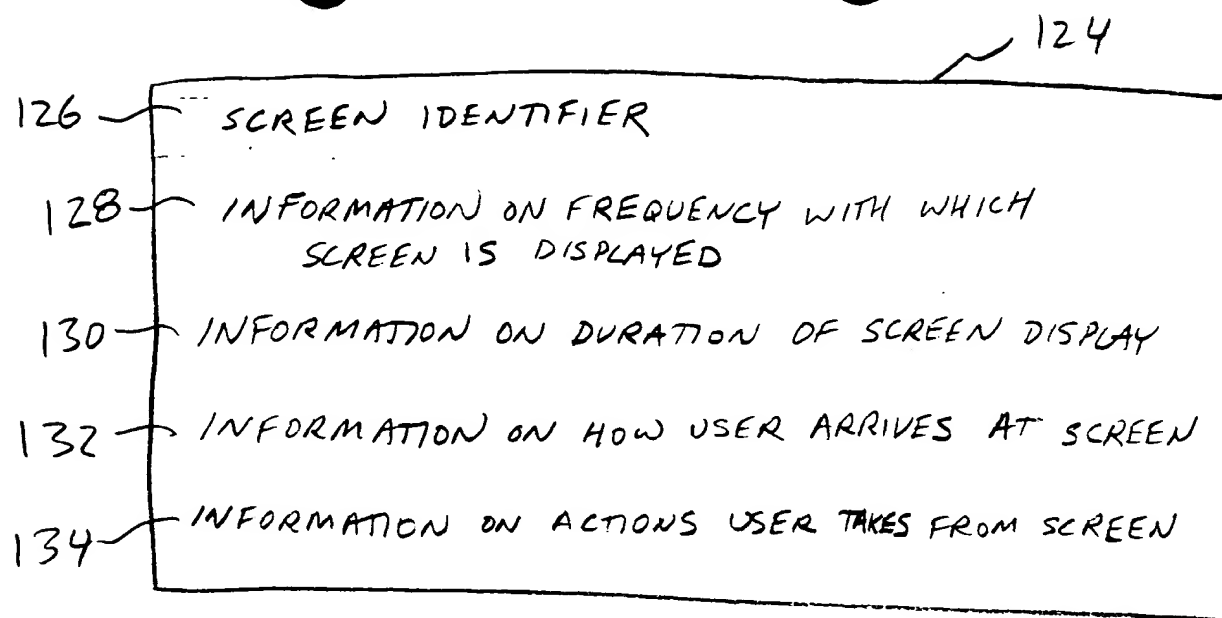 124
126 SCREEN IDENTIFIER
128 INFORMATION ON FREQUENCY WITH WHICH
SCREEN IS DISPLAYED
130 INFORMATION ON DURATION OF SCREEN DISPLAY
132 INFORMATION ON HOW USER ARRIVES AT SCREEN
134 INFORMATION ON ACTIONS USER TAKES FROM SCREEN